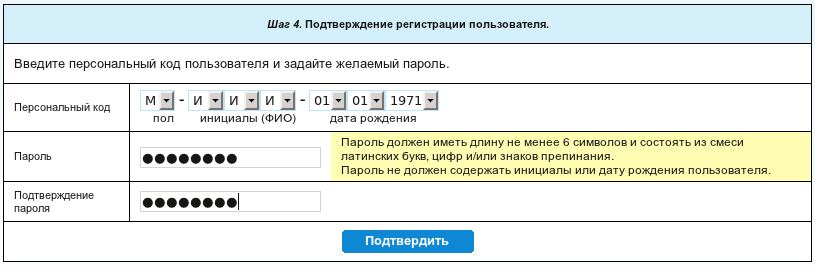 Шаг 4. Подтверждение регистрации пользователя.
Введите персональный код пользователя и задайте желаемый пароль.
Персональный код
М - И И И - 01 01 1971
пол инициалы (ФИО) дата рождения
Пароль
●●●●●●●●
Пароль должен иметь длину не менее 6 символов и состоять из смеси
латинских букв, цифр и/или знаков препинания.
Пароль не должен содержать инициалы или дату рождения пользователя.
Подтверждение
пароля
●●●●●●●●
Подтвердить